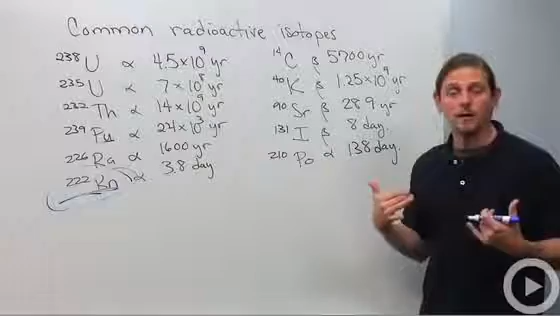 Common radioactive isotopes
²³⁸U α 4.5×10⁹ yr
²³⁵U α 7×10⁸ yr
²³²Th α 14×10⁹ yr
²³⁹Pu α 24×10³ yr
²²⁶Ra α 1600 yr
²²²Rn α 3.8 day
¹⁴C β 5700 yr
⁴⁰K β 1.25×10⁹ yr
⁹⁰Sr β 28.9 yr
¹³¹I β 8 day
²¹⁰Po α 138 day